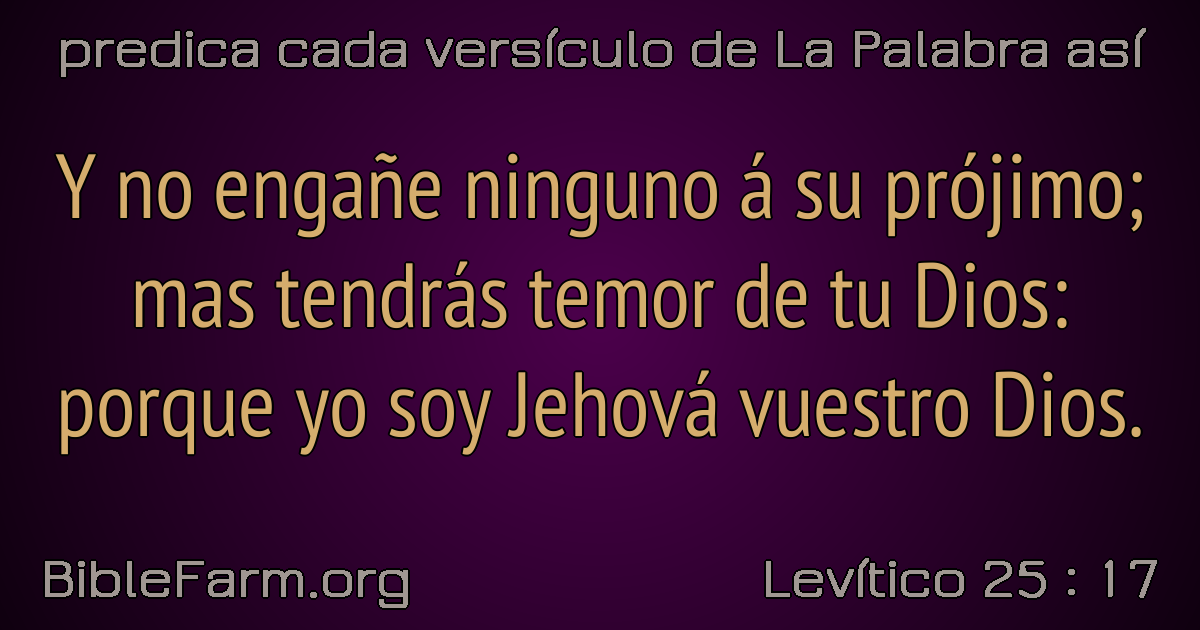 predica cada versículo de La Palabra así
Y no engañe ninguno á su prójimo;
mas tendrás temor de tu Dios:
porque yo soy Jehová vuestro Dios.
BibleFarm.org
Levítico 25 : 17